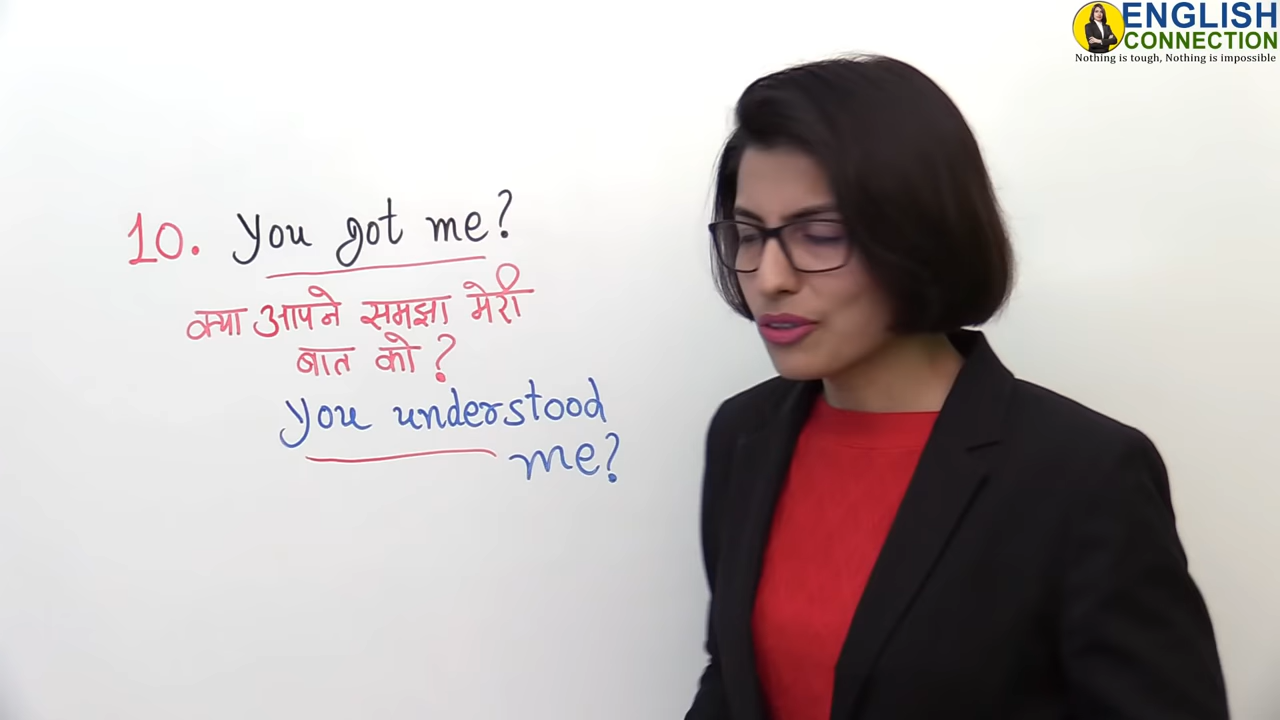 ENGLISH
CONNECTION
Nothing is tough, Nothing is impossible
10. You got me?
क्या आपने समझा मेरी
बात को?
You understood
me?